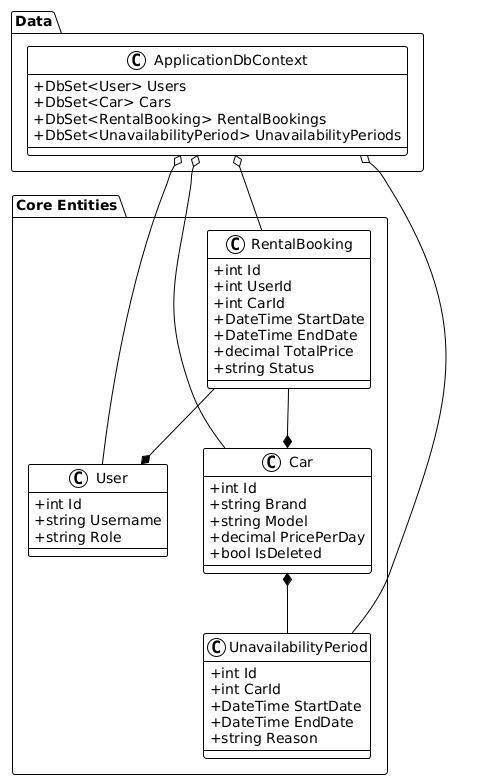 Data
C ApplicationDbContext
+DbSet<User> Users
+DbSet<Car> Cars
+DbSet<RentalBooking> RentalBookings
+DbSet<UnavailabilityPeriod> UnavailabilityPeriods
Core Entities
C RentalBooking
+int Id
+int UserId
+int CarId
+DateTime StartDate
+DateTime EndDate
+decimal TotalPrice
+string Status
C User
+int Id
+string Username
+string Role
C Car
+int Id
+string Brand
+string Model
+decimal PricePerDay
+bool IsDeleted
C UnavailabilityPeriod
+int Id
+int CarId
+DateTime StartDate
+DateTime EndDate
+string Reason